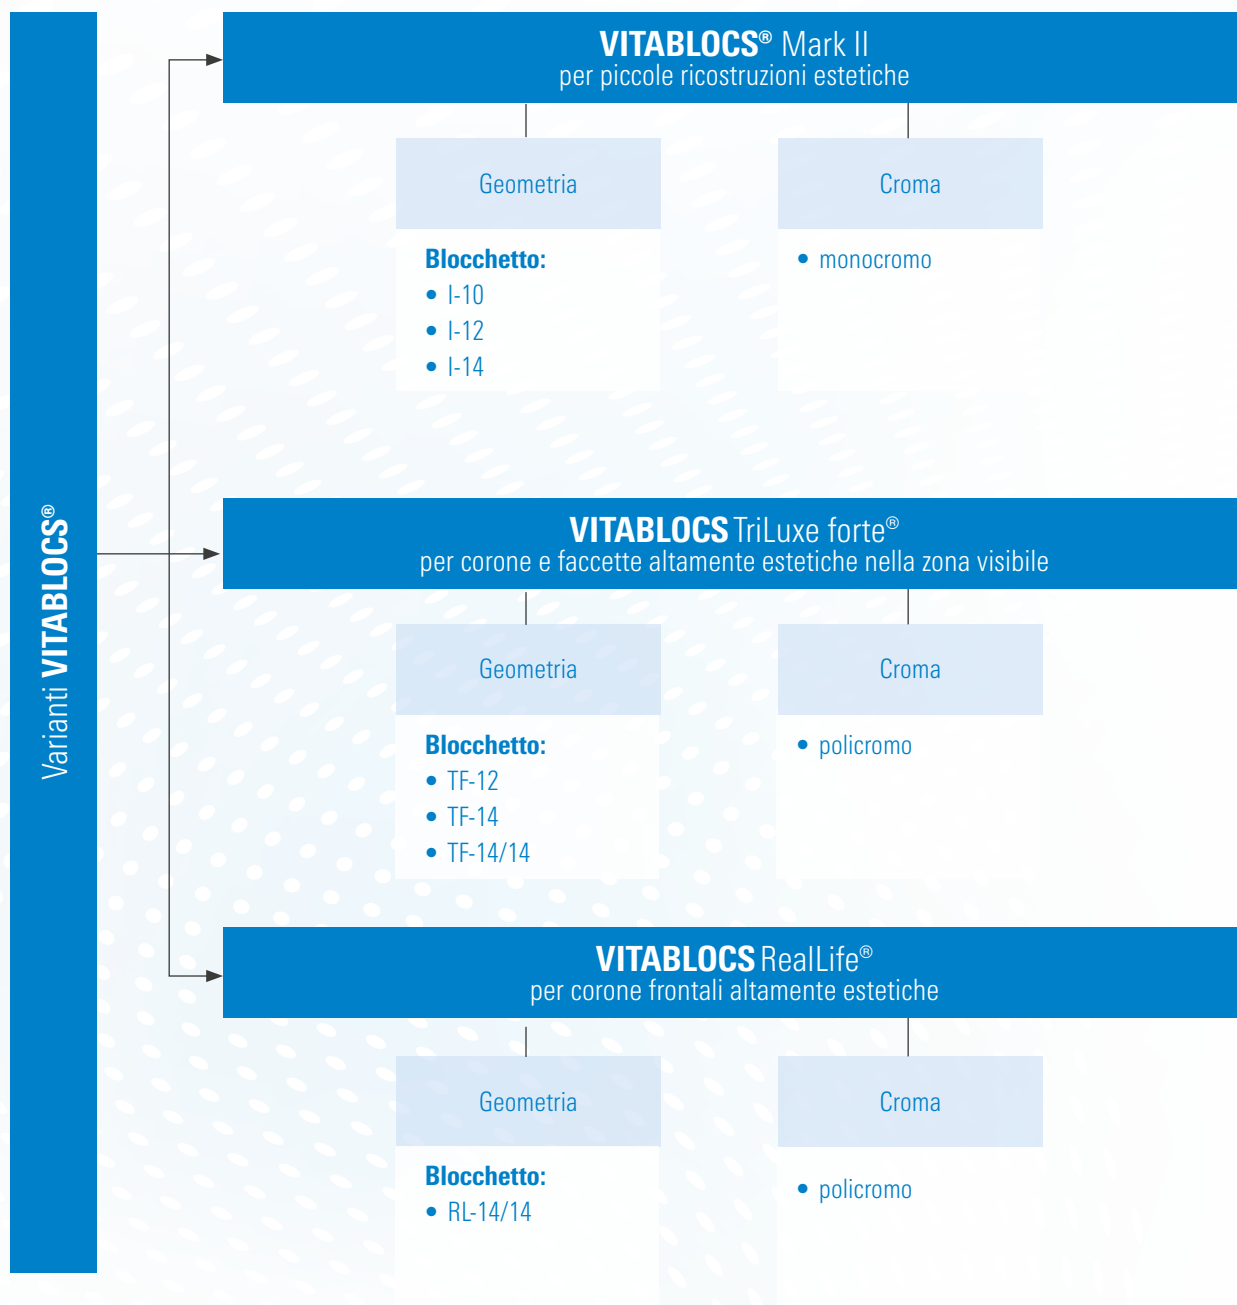 Varianti VITABLOCS®
VITABLOCS® Mark II
per piccole ricostruzioni estetiche
Geometria
Croma
Blocchetto:
• I-10
• I-12
• I-14
• monocromo
VITABLOCS TriLuxe forte®
per corone e faccette altamente estetiche nella zona visibile
Geometria
Croma
Blocchetto:
• TF-12
• TF-14
• TF-14/14
• policromo
VITABLOCS RealLife®
per corone frontali altamente estetiche
Geometria
Croma
Blocchetto:
• RL-14/14
• policromo